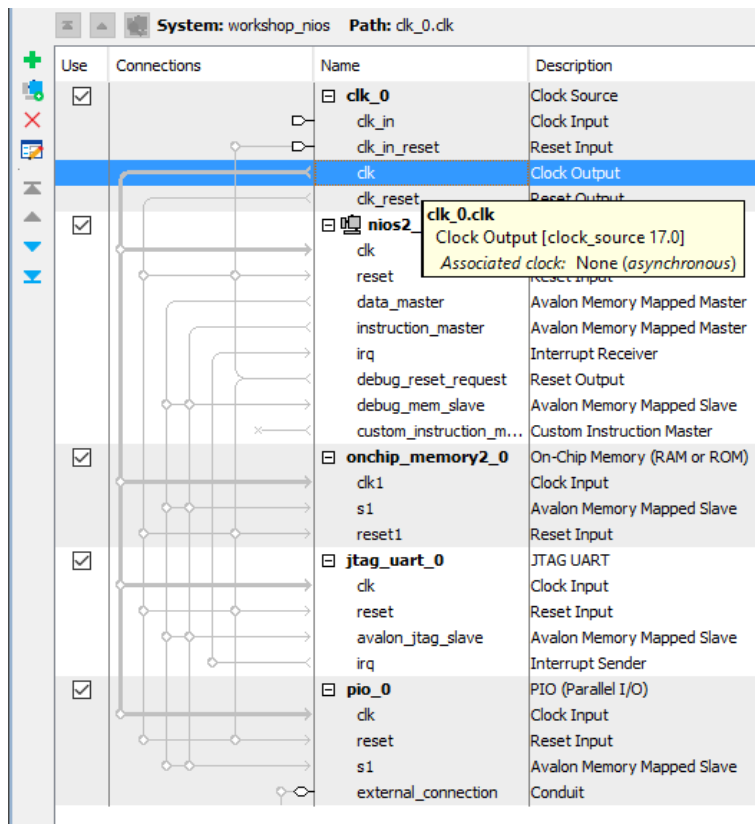 System: workshop_nios Path: clk_0.clk
Use Connections Name Description
clk_0 Clock Source
clk_in Clock Input
clk_in_reset Reset Input
clk Clock Output
clk_reset Reset Output
clk_0.clk
Clock Output [clock_source 17.0]
Associated clock: None (asynchronous)
nios2_
clk
reset Reset Input
data_master Avalon Memory Mapped Master
instruction_master Avalon Memory Mapped Master
irq Interrupt Receiver
debug_reset_request Reset Output
debug_mem_slave Avalon Memory Mapped Slave
custom_instruction_m... Custom Instruction Master
onchip_memory2_0 On-Chip Memory (RAM or ROM)
clk1 Clock Input
s1 Avalon Memory Mapped Slave
reset1 Reset Input
jtag_uart_0 JTAG UART
clk Clock Input
reset Reset Input
avalon_jtag_slave Avalon Memory Mapped Slave
irq Interrupt Sender
pio_0 PIO (Parallel I/O)
clk Clock Input
reset Reset Input
s1 Avalon Memory Mapped Slave
external_connection Conduit